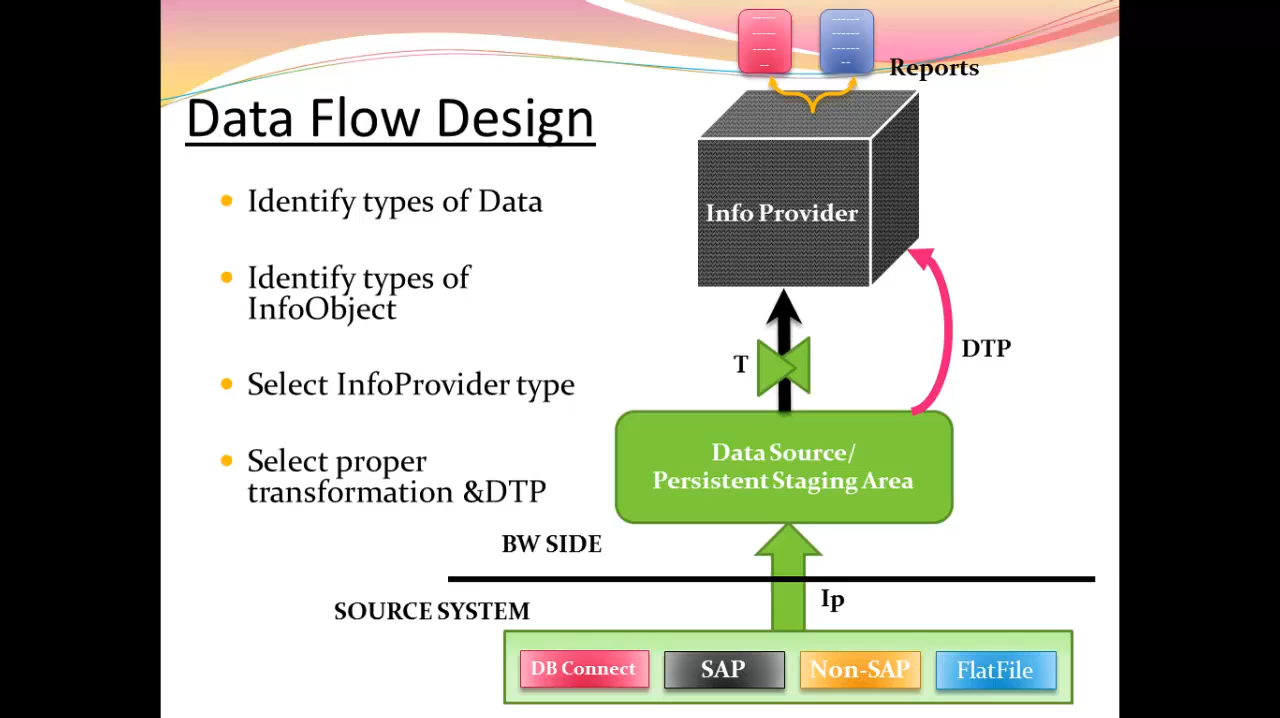 Reports
Data Flow Design
Identify types of Data
Identify types of
InfoObject
Select InfoProvider type
Select proper
transformation &DTP
Info Provider
T
DTP
Data Source/
Persistent Staging Area
BW SIDE
SOURCE SYSTEM
Ip
DB Connect
SAP
Non-SAP
FlatFile